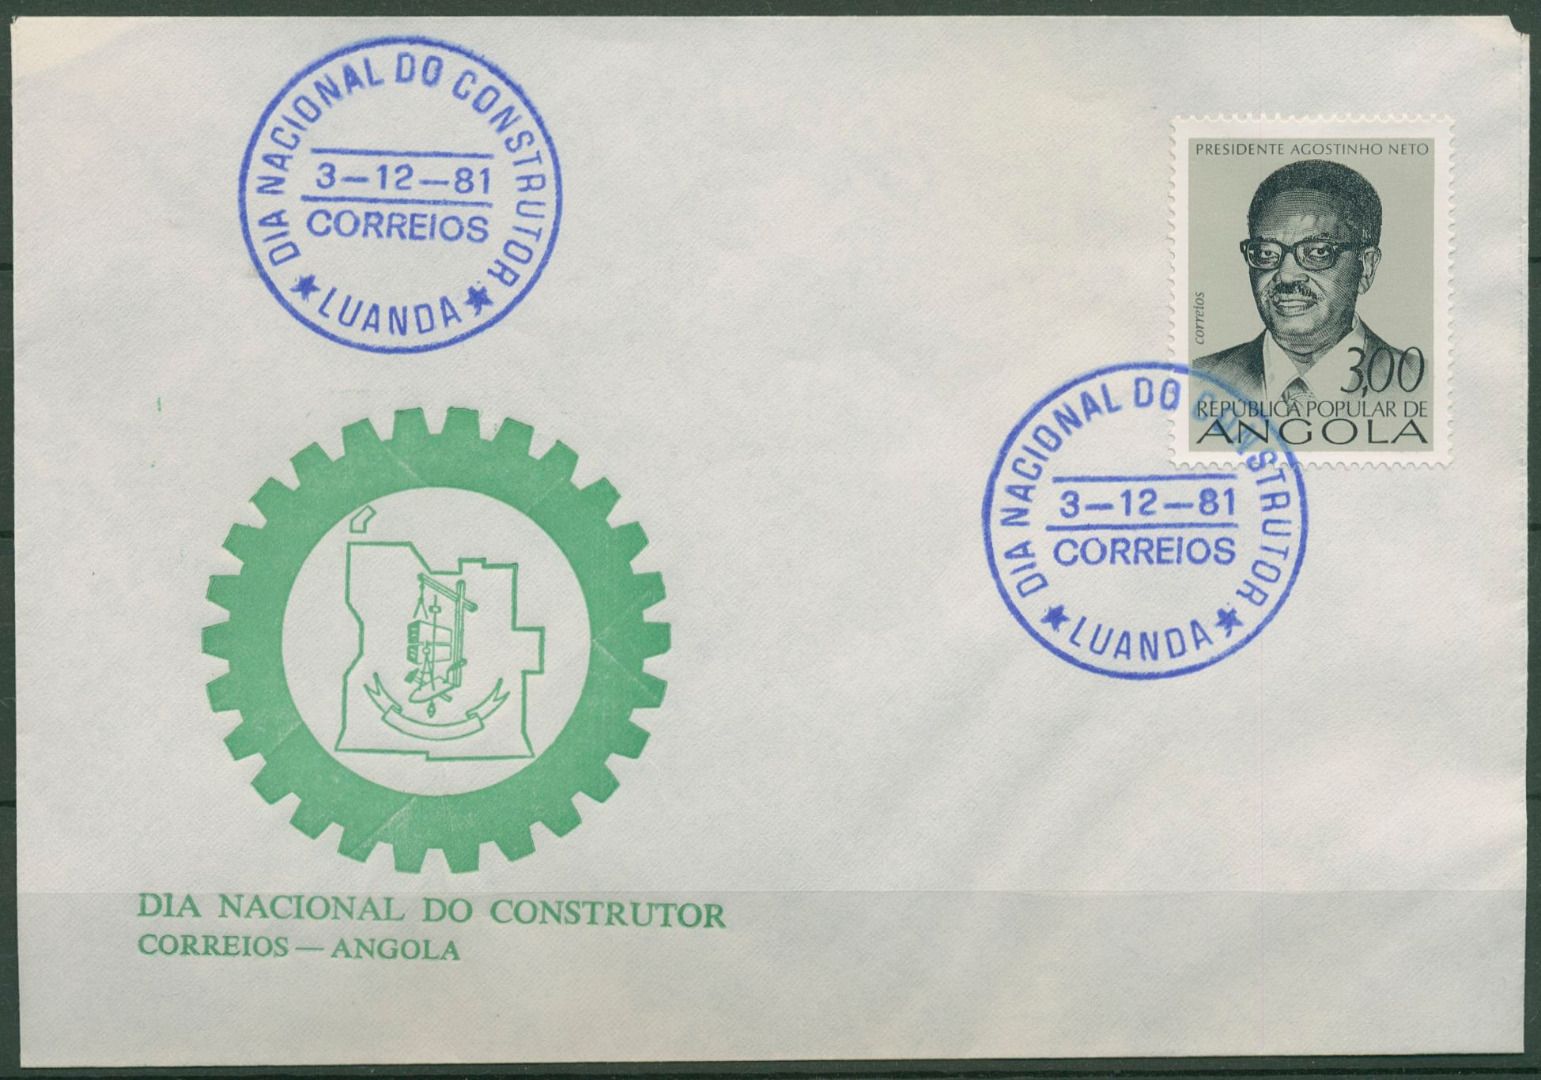 DIA NACIONAL DO CONSTRUTOR
3-12-81
CORREIOS
★ LUANDA ★
PRESIDENTE AGOSTINHO NETO
correios
3,00
REPÚBLICA POPULAR DE
ANGOLA
DIA NACIONAL DO CONSTRUTOR
3-12-81
CORREIOS
★ LUANDA ★
DIA NACIONAL DO CONSTRUTOR
CORREIOS — ANGOLA